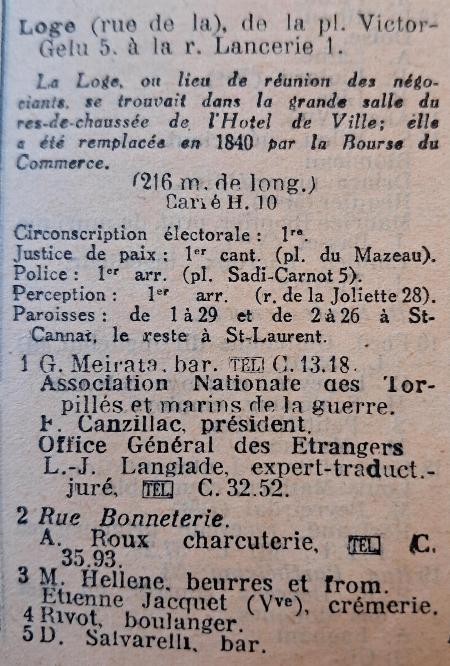 Loge (rue de la), de la pl. Victor-
Gelu 5. à la r. Lancerie 1.
La Loge, ou lieu de réunion des négo-
ciants. se trouvait dans la grande salle du
res-de-chaussée de l'Hotel de Ville; elle
a été remplacée en 1840 par la Bourse du
Commerce.
(216 m. de long.)
Carré H. 10
Circonscription électorale : 1re.
Justice de paix : 1er cant. (pl. du Mazeau).
Police : 1er arr. (pl. Sadi-Carnot 5).
Perception : 1er arr. (r. de la Joliette 28).
Paroisses : de 1 à 29 et de 2 à 26 à St-
Cannat, le reste à St-Laurent.
1 G. Meirata, bar. TEL C. 13.18.
Association Nationale des Tor-
pillés et marins de la guerre.
F. Canzillac, président.
Office Général des Etrangers
L.-J. Langlade, expert-traduct.-
juré, TEL C. 32.52.
2 Rue Bonneterie.
A. Roux charcuterie, TEL C.
35.93.
3 M. Hellene, beurres et from.
Etienne Jacquet (Vve), crémerie.
4 Rivot, boulanger.
5 D. Salvarelli, bar.